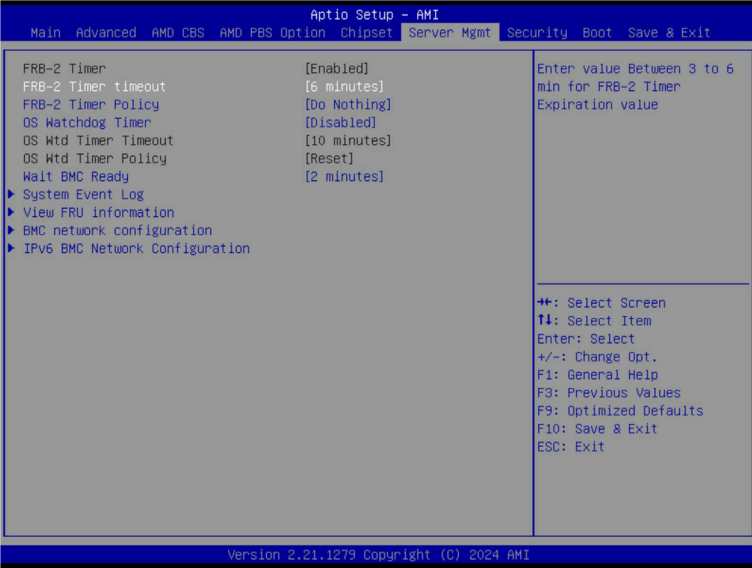 Aptio Setup – AMI
Main Advanced AMD CBS AMD PBS Option Chipset Server Mgmt Security Boot Save & Exit
FRB-2 Timer [Enabled]
FRB-2 Timer timeout [6 minutes]
FRB-2 Timer Policy [Do Nothing]
OS Watchdog Timer [Disabled]
OS Wtd Timer Timeout [10 minutes]
OS Wtd Timer Policy [Reset]
Wait BMC Ready [2 minutes]
System Event Log
View FRU information
BMC network configuration
IPv6 BMC Network Configuration
Enter value Between 3 to 6
min for FRB-2 Timer
Expiration value
→←: Select Screen
↑↓: Select Item
Enter: Select
+/-: Change Opt.
F1: General Help
F3: Previous Values
F9: Optimized Defaults
F10: Save & Exit
ESC: Exit
Version 2.21.1279 Copyright (C) 2024 AMI